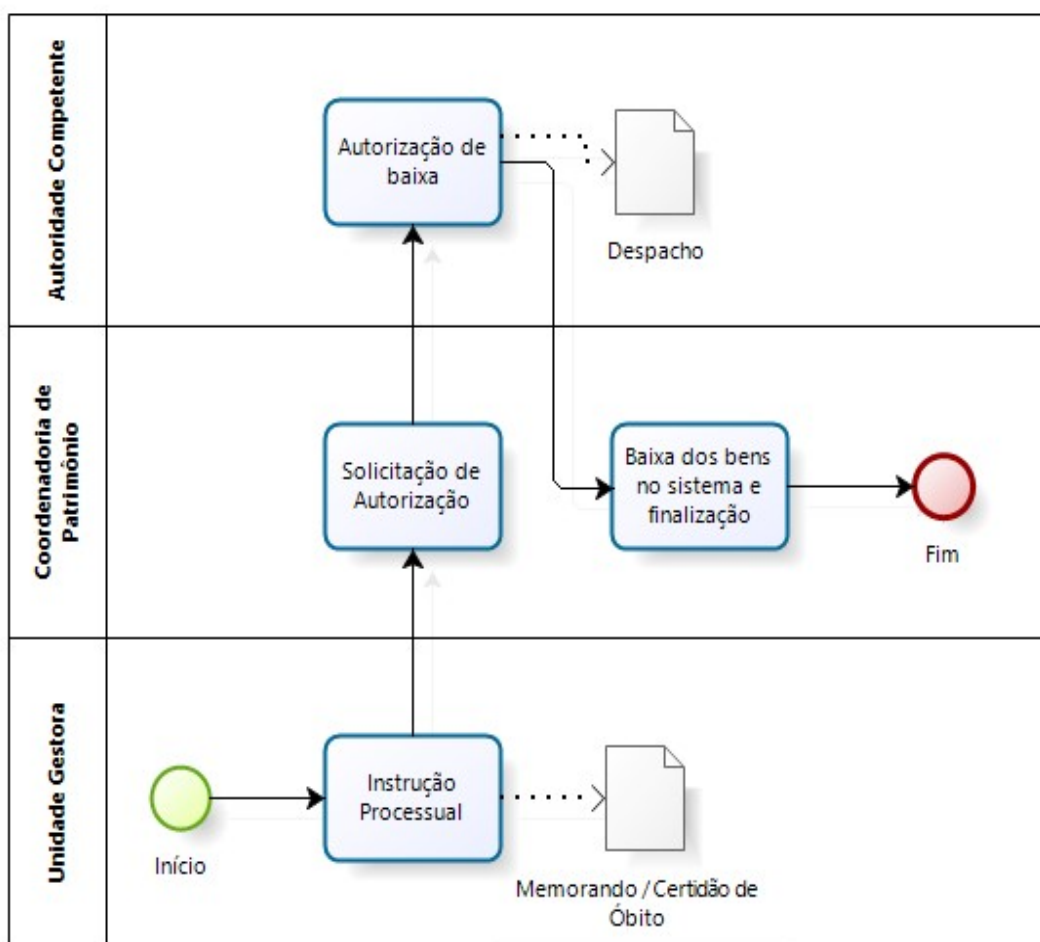 Autoridade Competente
Autorização de
baixa
Despacho
Coordenadoria de
Patrimônio
Solicitação de
Autorização
Baixa dos bens
no sistema e
finalização
Fim
Unidade Gestora
Início
Instrução
Processual
Memorando / Certidão de
Óbito